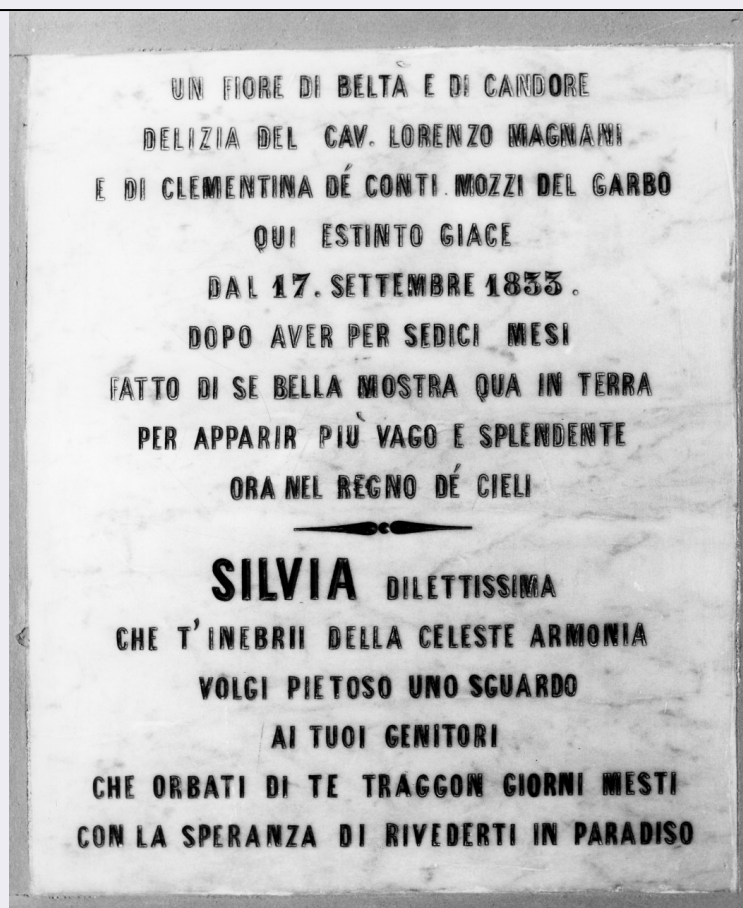 UN FIORE DI BELTÀ E DI CANDORE
DELIZIA DEL CAV. LORENZO MAGNANI
E DI CLEMENTINA DÉ CONTI MOZZI DEL GARBO
QUI ESTINTO GIACE
DAL 17. SETTEMBRE 1833.
DOPO AVER PER SEDICI MESI
FATTO DI SE BELLA MOSTRA QUA IN TERRA
PER APPARIR PIÙ VAGO E SPLENDENTE
ORA NEL REGNO DÉ CIELI
SILVIA DILETTISSIMA
CHE T'INEBRII DELLA CELESTE ARMONIA
VOLGI PIETOSO UNO SGUARDO
AI TUOI GENITORI
CHE ORBATI DI TE TRAGGON GIORNI MESTI
CON LA SPERANZA DI RIVEDERTI IN PARADISO